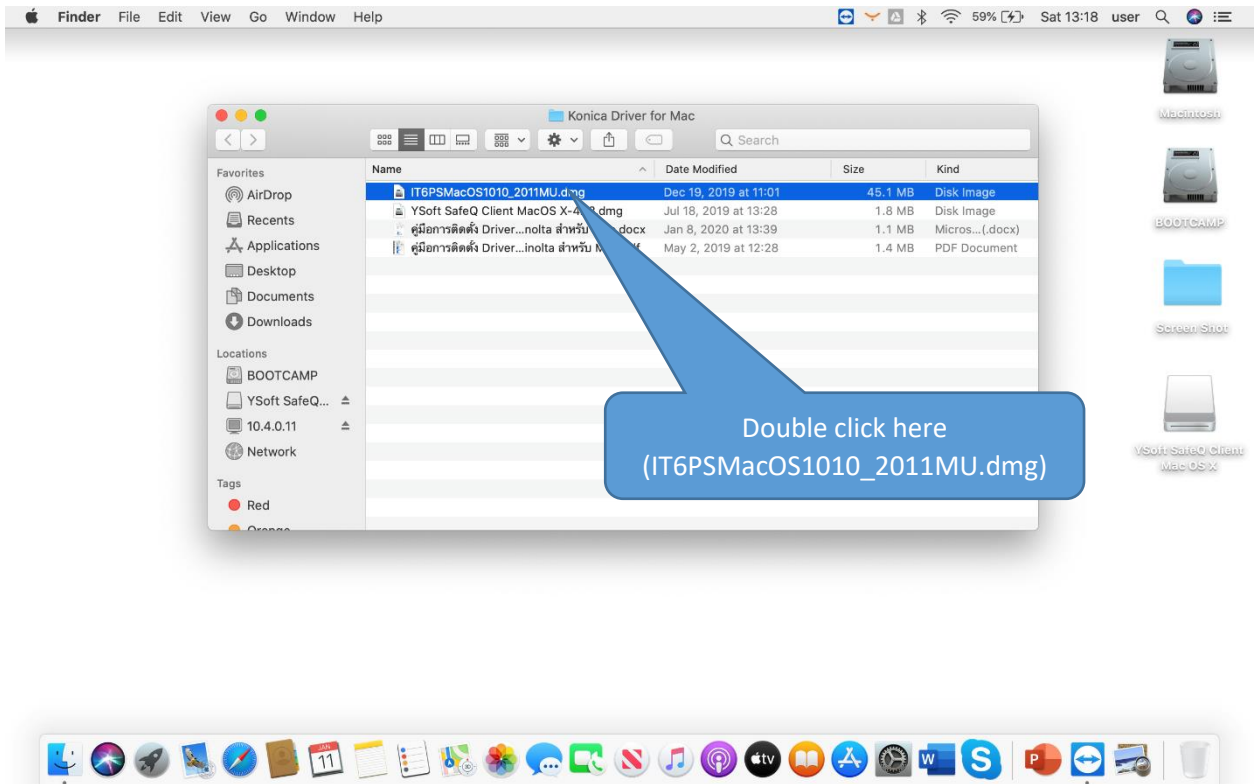 Finder File Edit View Go Window Help 59% Sat 13:18 user
Macintosh
Konica Driver for Mac
Search
Favorites
Name Date Modified Size Kind
AirDrop
IT6PSMacOS1010_2011MU.dmg Dec 19, 2019 at 11:01 45.1 MB Disk Image
Recents
YSoft SafeQ Client MacOS X-4 dmg Jul 18, 2019 at 13:28 1.8 MB Disk Image
คู่มือการติดตั้ง Driver...nolta สำหรับ docx Jan 8, 2020 at 13:39 1.1 MB Micros...(.docx)
Applications
คู่มือการติดตั้ง Driver...inolta สำหรับ May 2, 2019 at 12:28 1.4 MB PDF Document
BOOTCAMP
Desktop
Documents
Downloads
Screen Shot
Locations
BOOTCAMP
YSoft SafeQ...
10.4.0.11
Network
Double click here
(IT6PSMacOS1010_2011MU.dmg)
YSoft SafeQ Client
Mac OS X
Tags
Red
Orange
JAN
11
tv